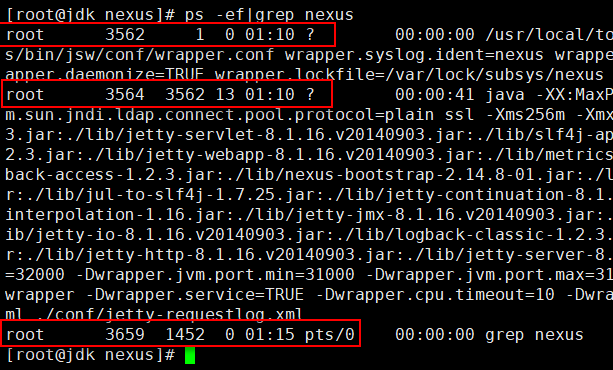 [root@jdk nexus]# ps -ef|grep nexus
root      3562     1  0 01:10 ?        00:00:00 /usr/local/to
s/bin/jsw/conf/wrapper.conf wrapper.syslog.ident=nexus wrappe
apper.daemonize=TRUE wrapper.lockfile=/var/lock/subsys/nexus
root      3564  3562 13 01:10 ?        00:00:41 java -XX:MaxP
m.sun.jndi.ldap.connect.pool.protocol=plain ssl -Xms256m -Xmx
3.jar:./lib/jetty-servlet-8.1.16.v20140903.jar:./lib/slf4j-ap
2.3.jar:./lib/jetty-webapp-8.1.16.v20140903.jar:./lib/metrics
back-access-1.2.3.jar:./lib/nexus-bootstrap-2.14.8-01.jar:./l
r:./lib/jul-to-slf4j-1.7.25.jar:./lib/jetty-continuation-8.1.
interpolation-1.16.jar:./lib/jetty-jmx-8.1.16.v20140903.jar:.
ib/jetty-io-8.1.16.v20140903.jar:./lib/logback-classic-1.2.3.
r:./lib/jetty-http-8.1.16.v20140903.jar:./lib/jetty-server-8.
=32000 -Dwrapper.jvm.port.min=31000 -Dwrapper.jvm.port.max=31
wrapper -Dwrapper.service=TRUE -Dwrapper.cpu.timeout=10 -Dwra
ml ./conf/jetty-requestlog.xml
root      3659  1452  0 01:15 pts/0    00:00:00 grep nexus
[root@jdk nexus]#